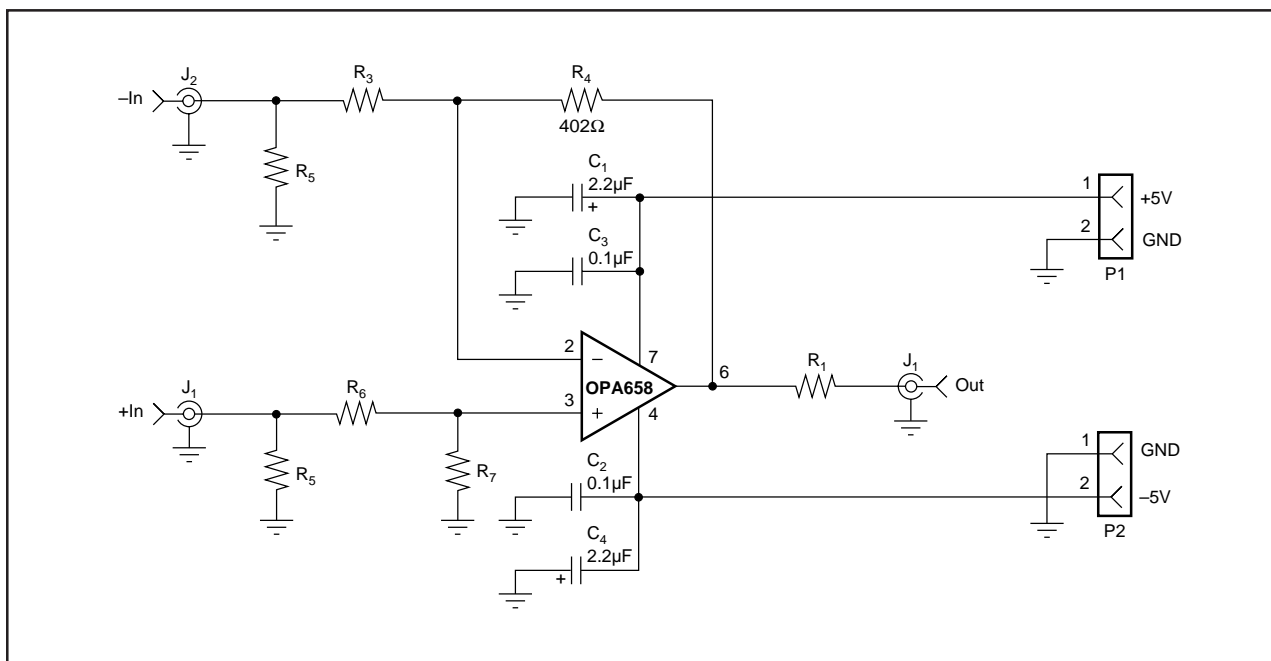 –In
J2
R3
R4
402Ω
R5
C1
2.2µF
+
C3
0.1µF
1
+5V
2
GND
P1
2
–
7
OPA658
6
R1
J1
Out
+In
J1
R6
3
+
4
R5
R7
C2
0.1µF
C4
2.2µF
+
1
GND
2
–5V
P2